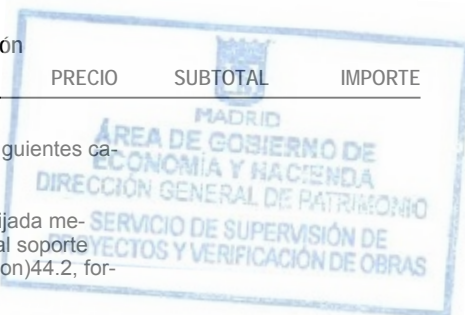 ón
PRECIO SUBTOTAL IMPORTE
MADRID
ÁREA DE GOBIERNO DE
guientes ca-
ECONOMÍA Y HACIENDA
DIRECCIÓN GENERAL DE PATRIMONIO
ijada me-
SERVICIO DE SUPERVISIÓN DE
al soporte
PROYECTOS Y VERIFICACIÓN DE OBRAS
on)44.2, for-